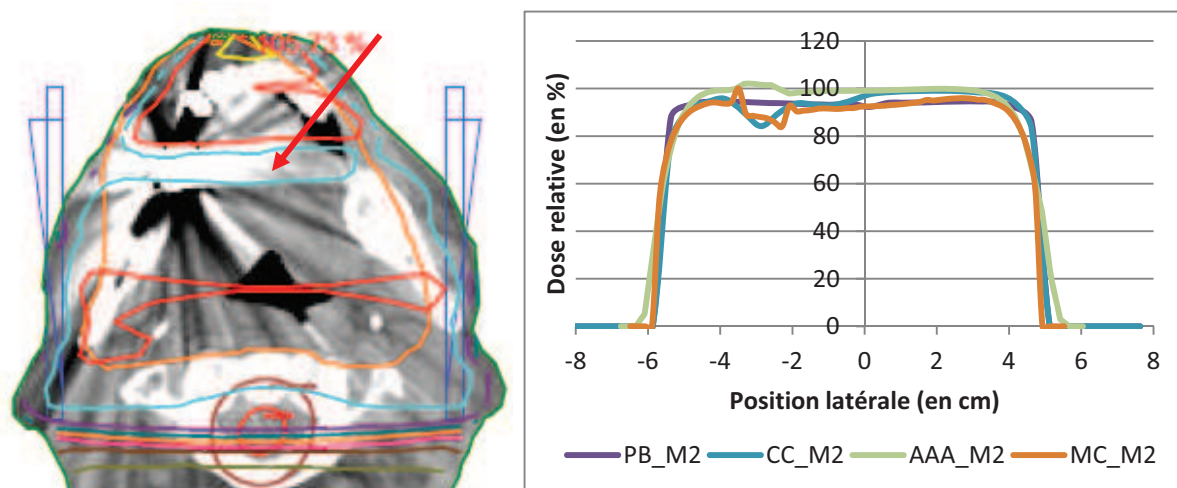 120
100
80
60
40
20
0
-8 -6 -4 -2 0 2 4 6 8
Dose relative (en %)
Position latérale (en cm)
PB_M2 CC_M2 AAA_M2 MC_M2